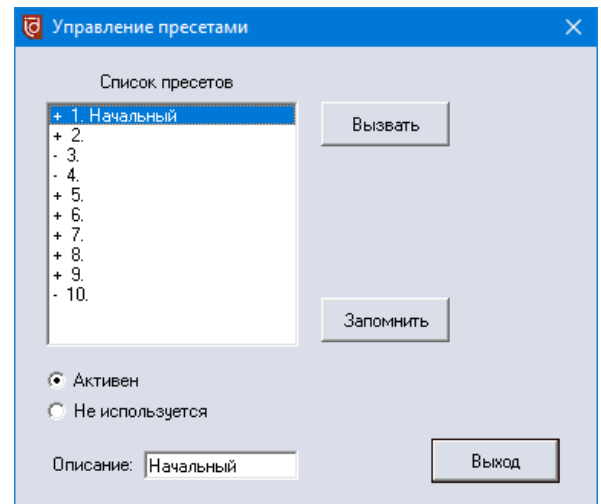 Управление пресетами
Список пресетов
+ 1. Начальный
+ 2.
- 3.
- 4.
+ 5.
+ 6.
+ 7.
+ 8.
+ 9.
- 10.
Вызвать
Запомнить
Активен
Не используется
Описание: Начальный
Выход